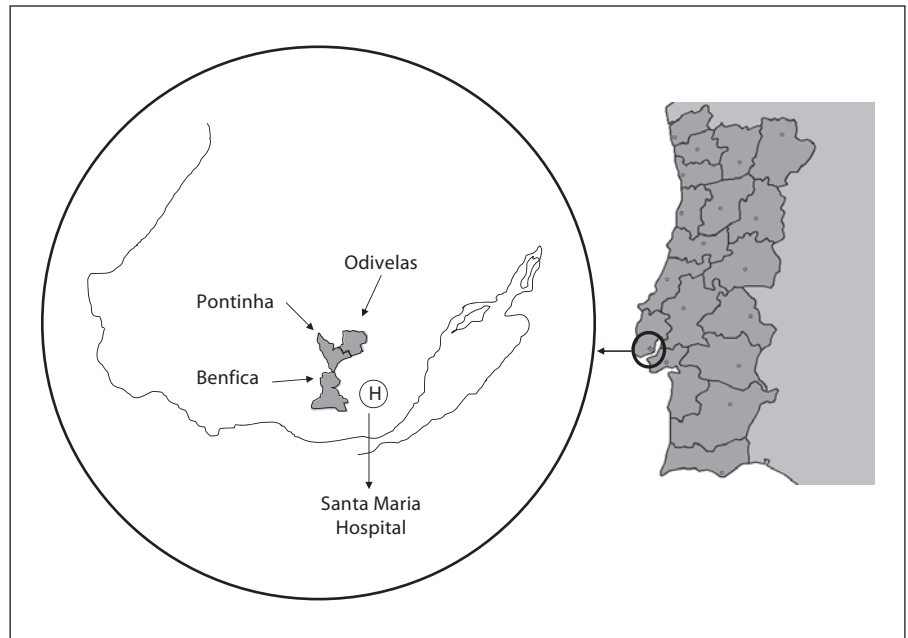 Odivelas
Pontinha
Benfica
H
Santa Maria
Hospital